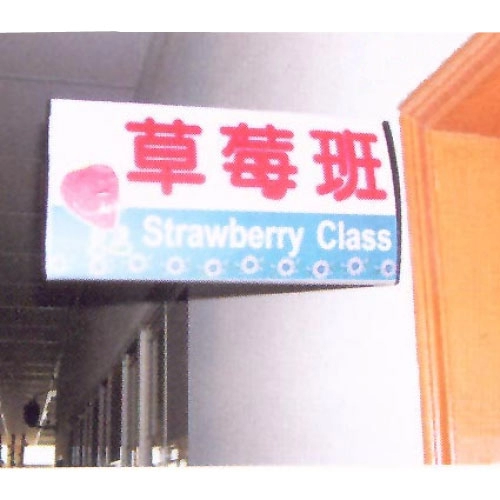 草莓班
Strawberry Class